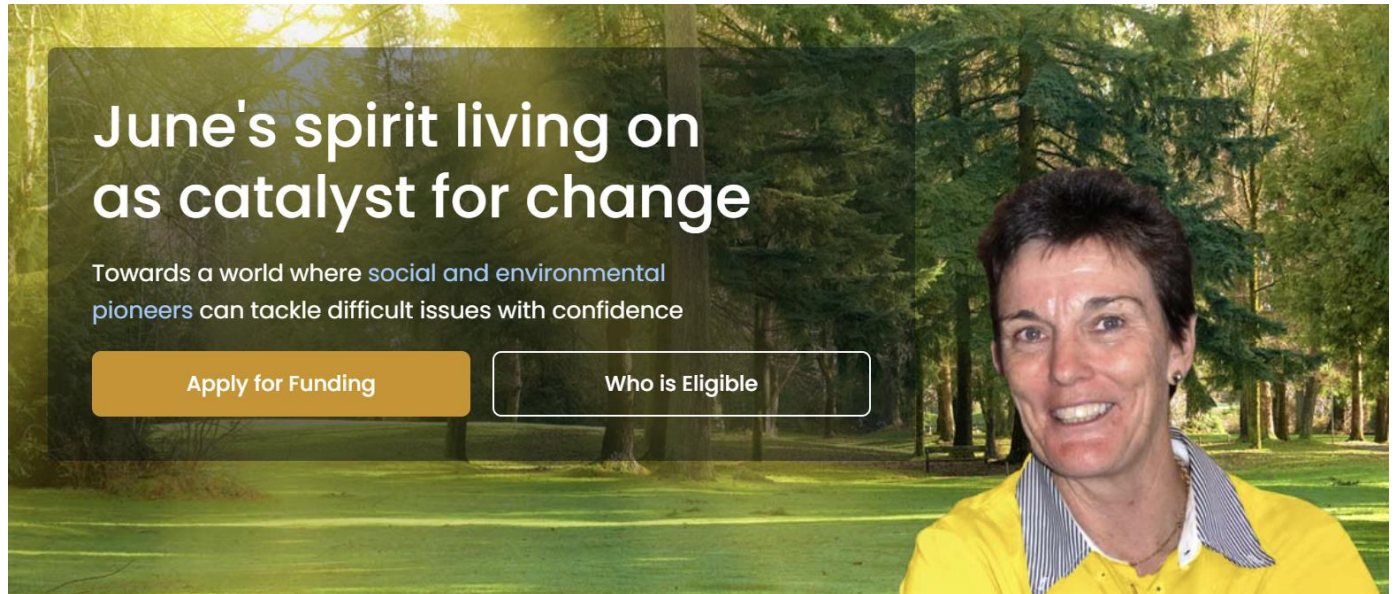 June's spirit living on
as catalyst for change
Towards a world where social and environmental
pioneers can tackle difficult issues with confidence
Apply for Funding
Who is Eligible